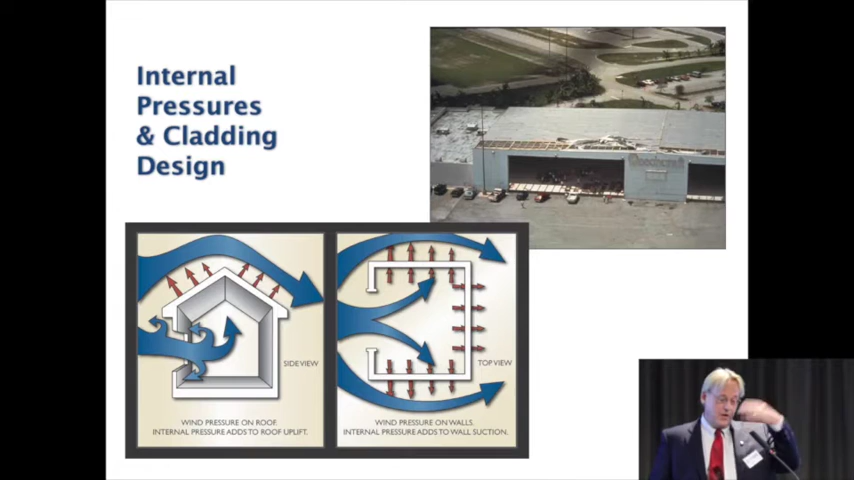 Internal
Pressures
& Cladding
Design
Beechcraft
SIDE VIEW
WIND PRESSURE ON ROOF.
INTERNAL PRESSURE ADDS TO ROOF UPLIFT.
TOP VIEW
WIND PRESSURE ON WALLS.
INTERNAL PRESSURE ADDS TO WALL SUCTION.